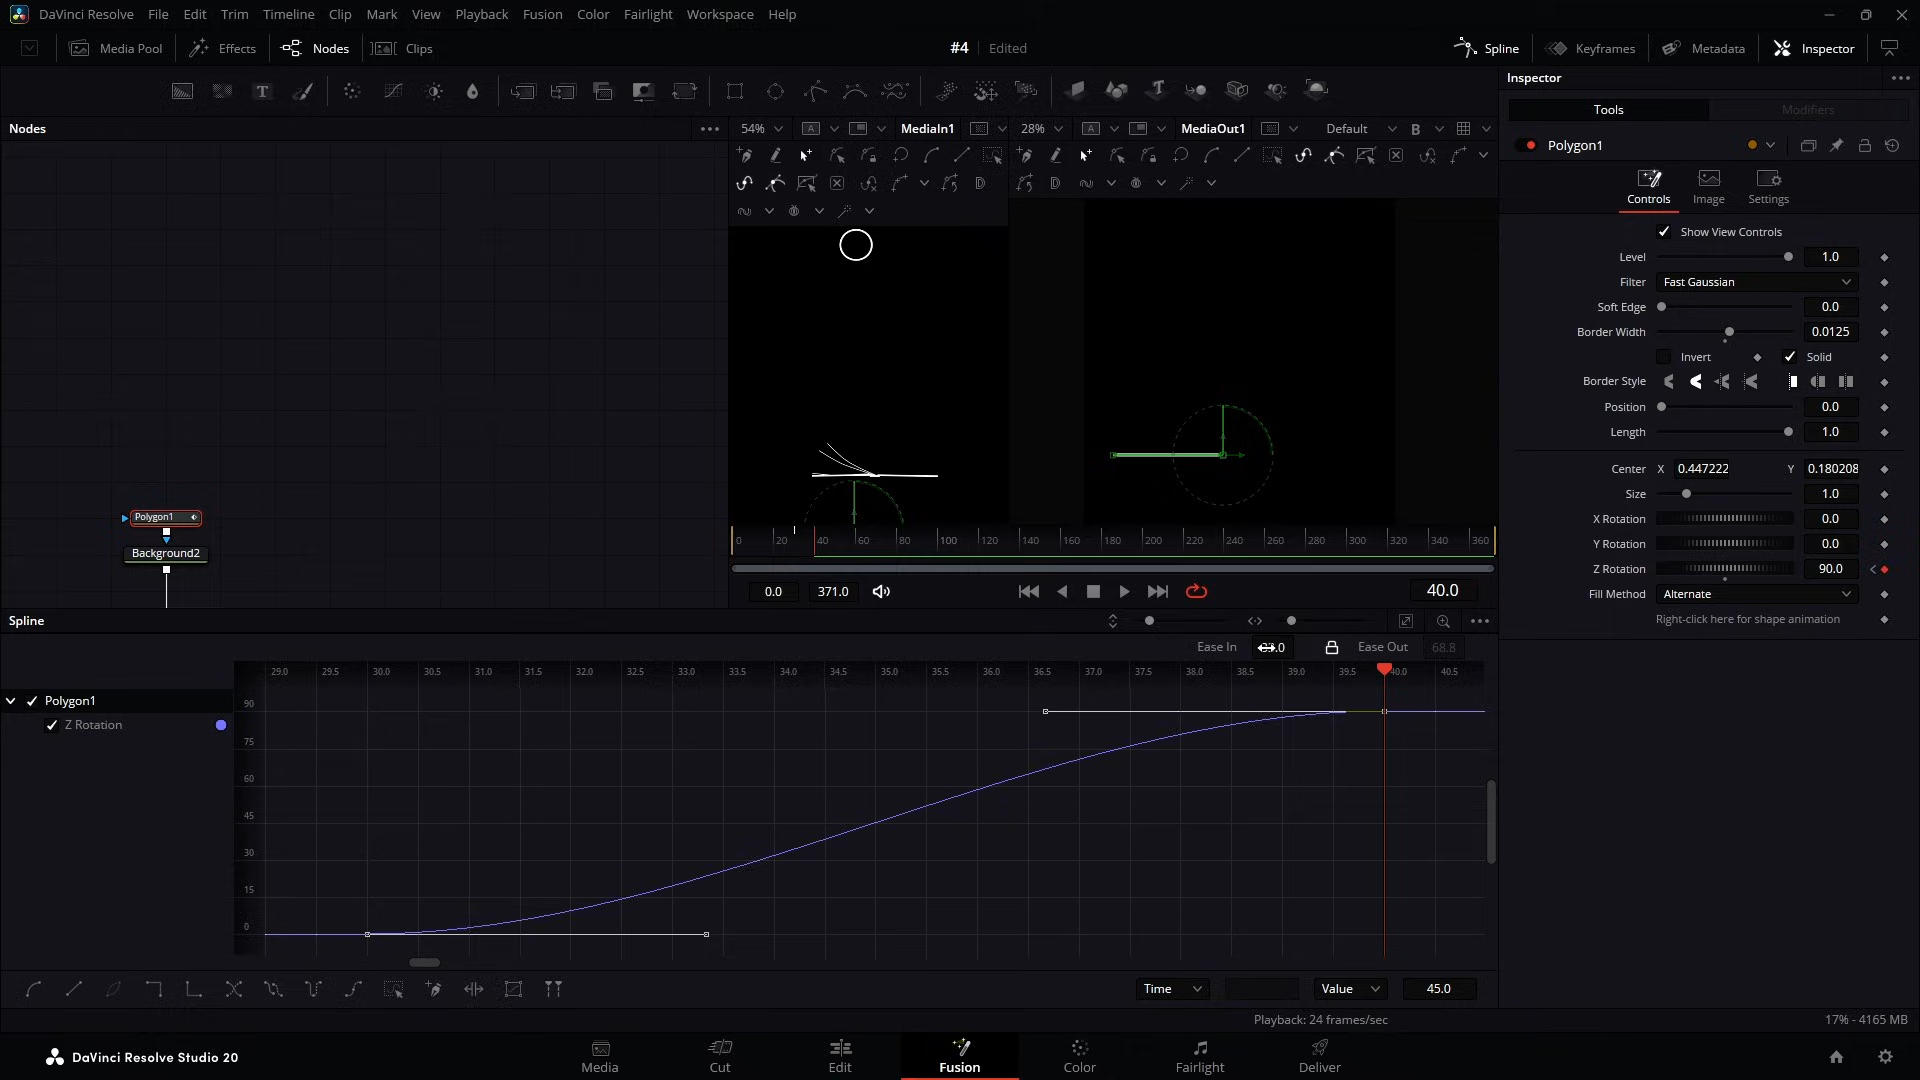 DaVinci Resolve File Edit Trim Timeline Clip Mark View Playback Fusion Color Fairlight Workspace Help
Media Pool Effects Nodes Clips #4 Edited Spline Keyframes Metadata Inspector
Inspector
Tools Modifiers
Nodes 54% MediaIn1 28% MediaOut1 Default
Polygon1
Controls Image Settings
Show View Controls
Level 1.0
Filter Fast Gaussian
Soft Edge 0.0
Border Width 0.0125
Invert Solid
Border Style
Position 0.0
Length 1.0
Center X 0.447222 Y 0.180208
Size 1.0
X Rotation 0.0
Y Rotation 0.0
Z Rotation 90.0
Fill Method Alternate
Right-click here for shape animation
Polygon1
Background2
0 20 40 60 80 100 120 140 160 180 200 220 240 260 280 300 320 340 360
0.0 371.0 40.0
Spline
Ease In Ease Out 68.8
29.0 29.5 30.0 30.5 31.0 31.5 32.0 32.5 33.0 33.5 34.0 34.5 35.0 35.5 36.0 36.5 37.0 37.5 38.0 38.5 39.0 39.5 40.0 40.5
Polygon1
Z Rotation
90
75
60
45
30
15
0
Time Value 45.0
Playback: 24 frames/sec 17% - 4165 MB
DaVinci Resolve Studio 20
Media Cut Edit Fusion Color Fairlight Deliver